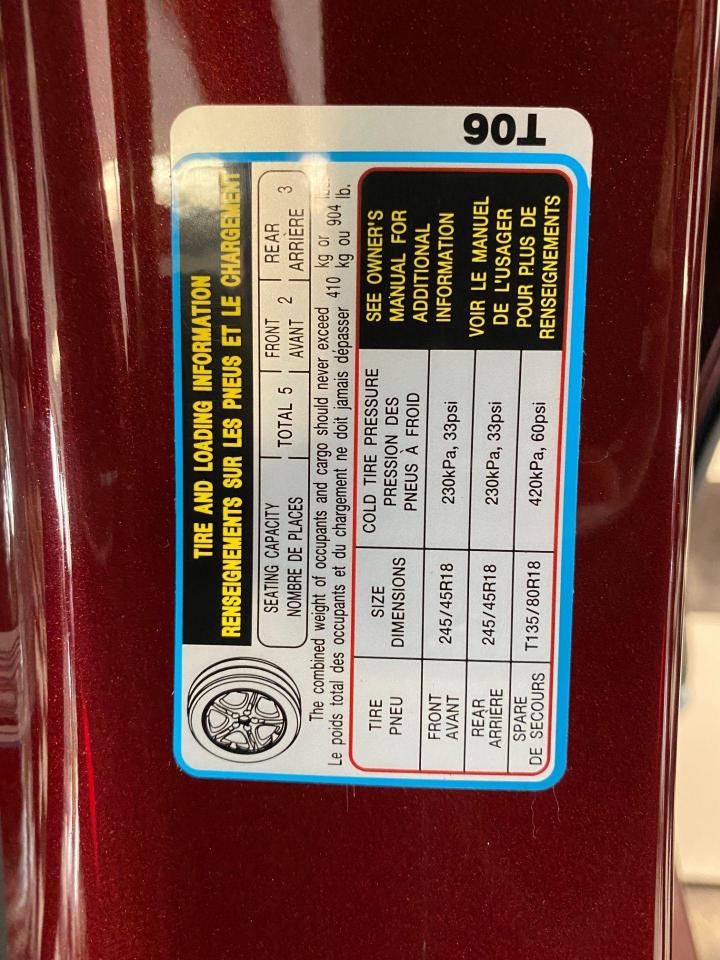 T06
TIRE AND LOADING INFORMATION
RENSEIGNEMENTS SUR LES PNEUS ET LE CHARGEMENT
SEATING CAPACITY
NOMBRE DE PLACES
TOTAL 5
FRONT
AVANT 2
REAR
ARRIÈRE 3
The combined weight of occupants and cargo should never exceed 410 kg or 904 lb.
Le poids total des occupants et du chargement ne doit jamais dépasser 410 kg ou 904 lb.
TIRE
PNEU
SIZE
DIMENSIONS
COLD TIRE PRESSURE
PRESSION DES
PNEUS À FROID
FRONT
AVANT
245/45R18
230kPa, 33psi
REAR
ARRIÈRE
245/45R18
230kPa, 33psi
SPARE
DE SECOURS
T135/80R18
420kPa, 60psi
SEE OWNER'S
MANUAL FOR
ADDITIONAL
INFORMATION
VOIR LE MANUEL
DE L'USAGER
POUR PLUS DE
RENSEIGNEMENTS